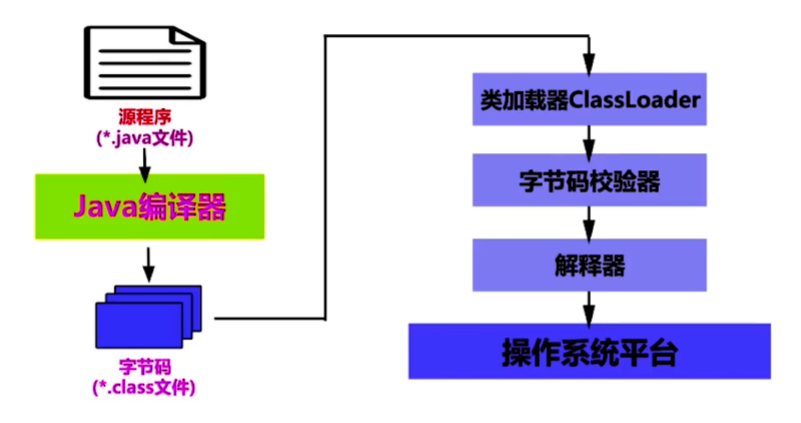 源程序
(*.java文件)
Java编译器
字节码
(*.class文件)
类加载器ClassLoader
字节码校验器
解释器
操作系统平台